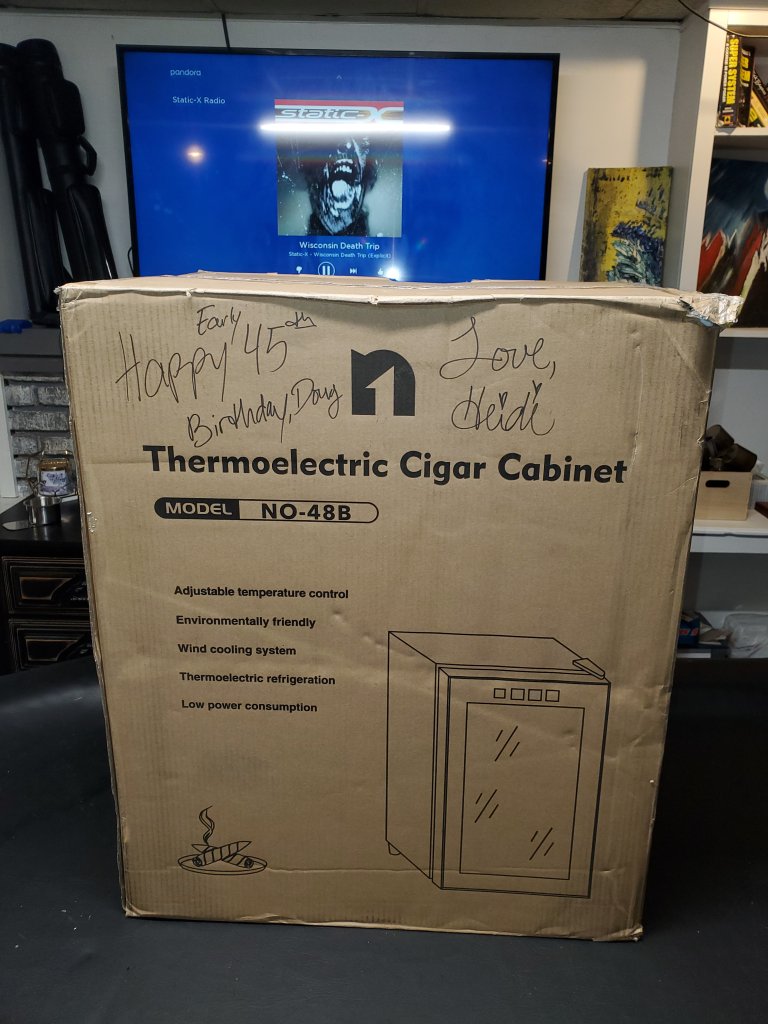 pandora
Static-X Radio
static-X
Wisconsin Death Trip
Static-X - Wisconsin Death Trip (Explicit)
SUPER SYSTEM
Early
Happy 45th
Birthday, Doug
Love,
Heidi
n
Thermoelectric Cigar Cabinet
MODEL NO-48B
Adjustable temperature control
Environmentally friendly
Wind cooling system
Thermoelectric refrigeration
Low power consumption